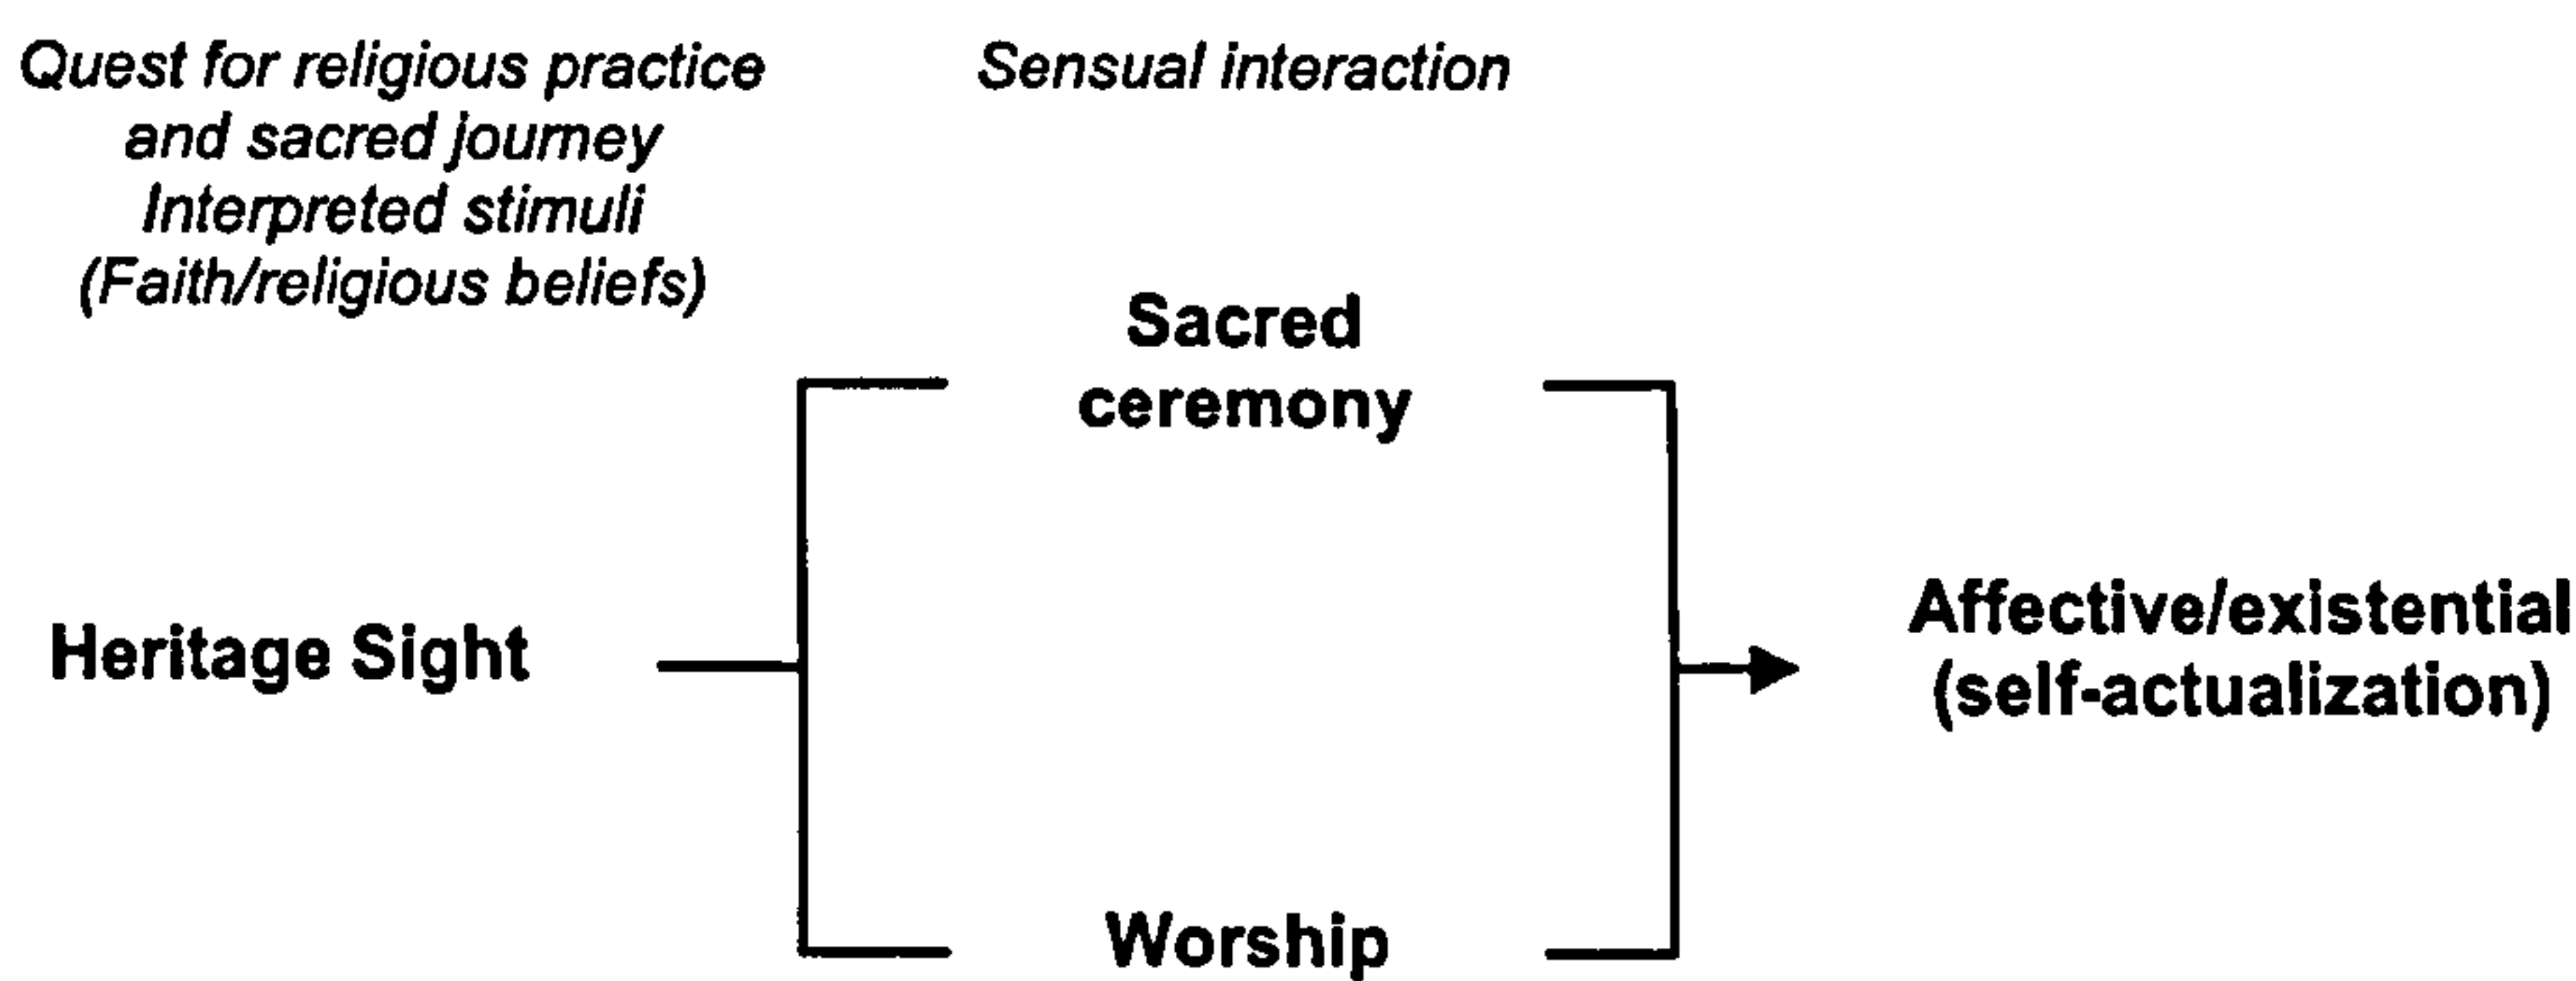 Quest for religious practice
and sacred journey
Interpreted stimuli
(Faith/religious beliefs)
Sensual interaction
Sacred
ceremony
Heritage Sight
Affective/existential
(self-actualization)
Worship